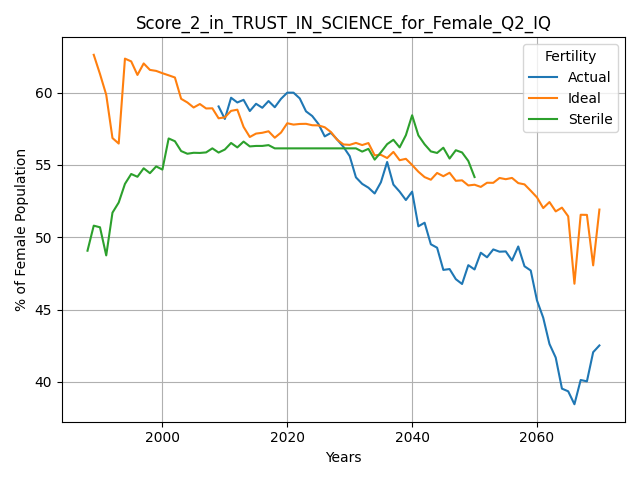 Score_2_in_TRUST_IN_SCIENCE_for_Female_Q2_IQ
Fertility
Actual
Ideal
Sterile
% of Female Population
60
55
50
45
40
2000
2020
2040
2060
Years